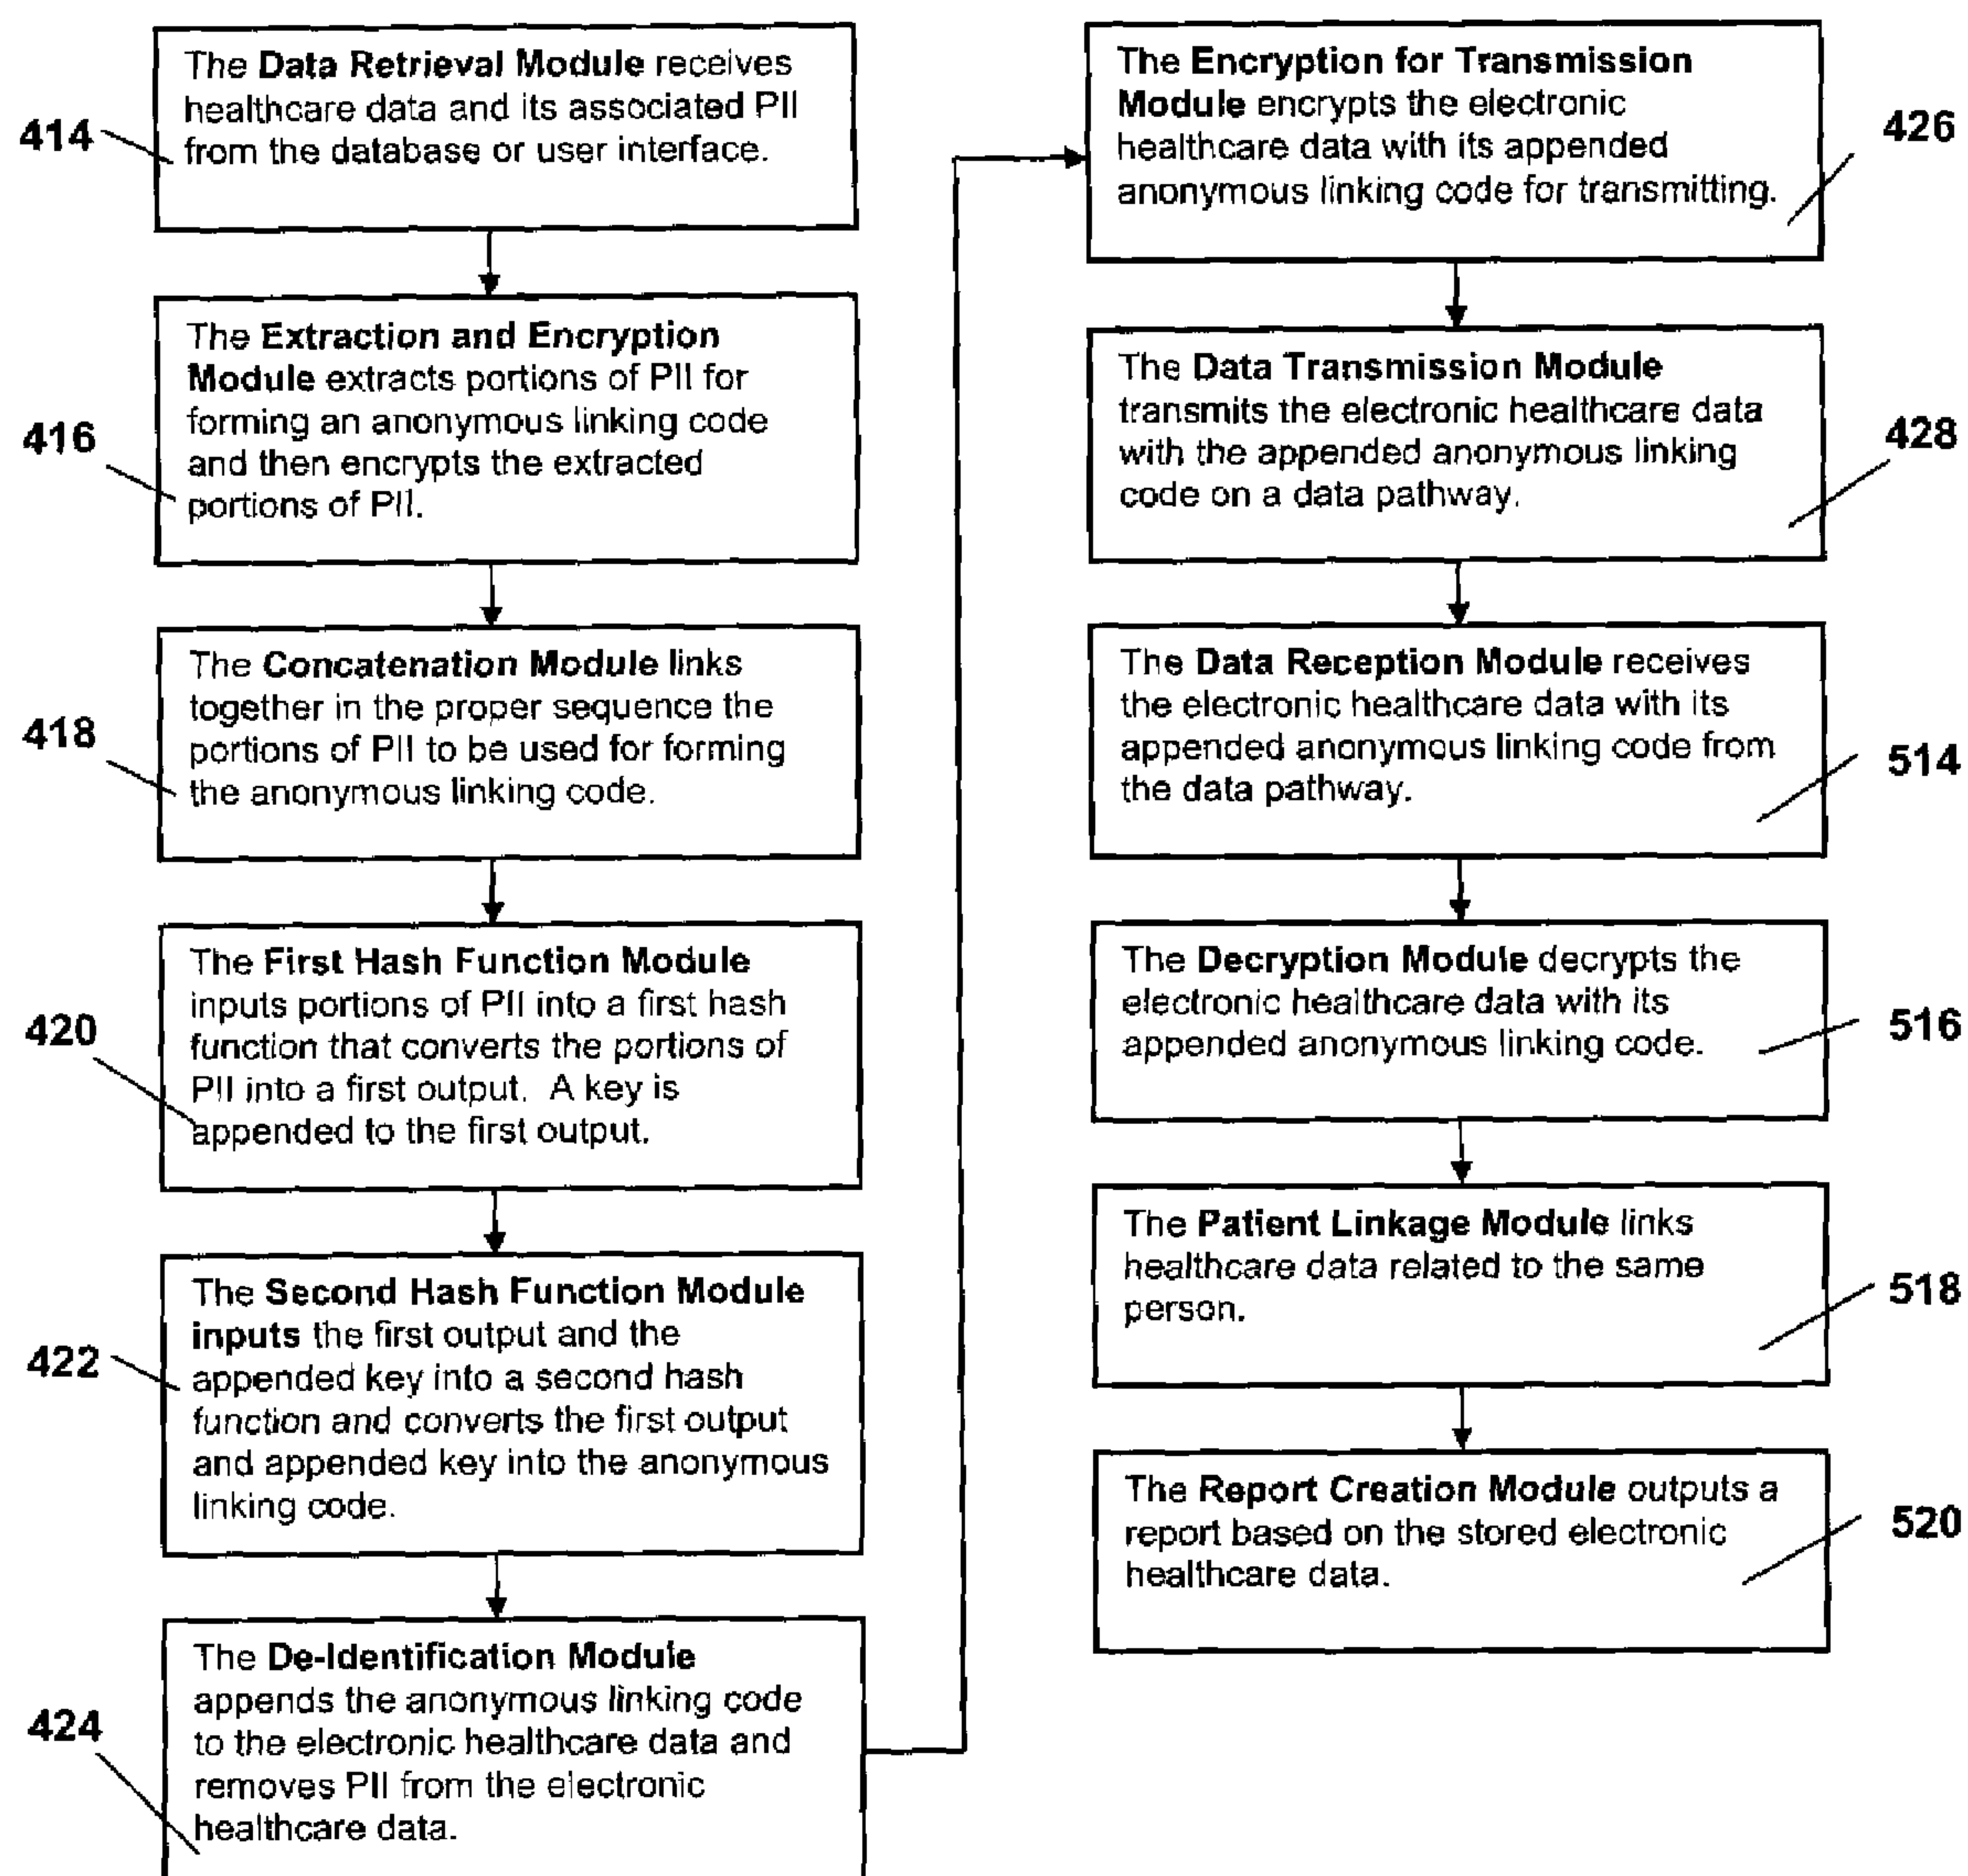 The Data Retrieval Module receives
healthcare data and its associated PII
from the database or user interface.
414
The Extraction and Encryption
Module extracts portions of PII for
forming an anonymous linking code
and then encrypts the extracted
portions of PII.
416
The Concatenation Module links
together in the proper sequence the
portions of PII to be used for forming
the anonymous linking code.
418
The First Hash Function Module
inputs portions of PII into a first hash
function that converts the portions of
PII into a first output. A key is
appended to the first output.
420
The Second Hash Function Module
inputs the first output and the
appended key into a second hash
function and converts the first output
and appended key into the anonymous
linking code.
422
The De-Identification Module
appends the anonymous linking code
to the electronic healthcare data and
removes PII from the electronic
healthcare data.
424
The Encryption for Transmission
Module encrypts the electronic
healthcare data with its appended
anonymous linking code for transmitting.
426
The Data Transmission Module
transmits the electronic healthcare data
with the appended anonymous linking
code on a data pathway.
428
The Data Reception Module receives
the electronic healthcare data with its
appended anonymous linking code from
the data pathway.
514
The Decryption Module decrypts the
electronic healthcare data with its
appended anonymous linking code.
516
The Patient Linkage Module links
healthcare data related to the same
person.
518
The Report Creation Module outputs a
report based on the stored electronic
healthcare data.
520